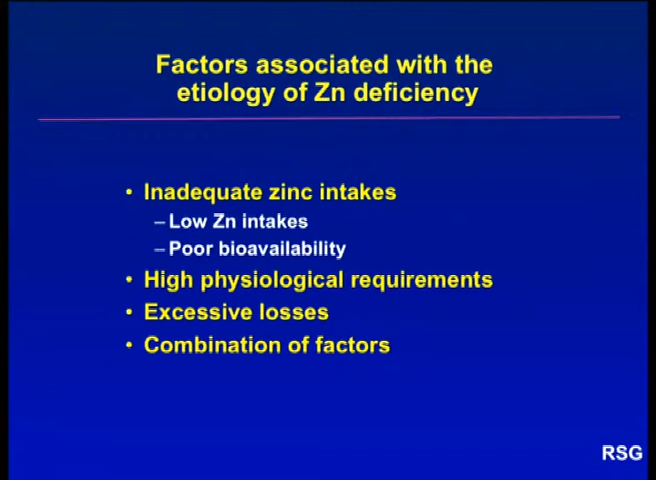 Factors associated with the
etiology of Zn deficiency
• Inadequate zinc intakes
– Low Zn intakes
– Poor bioavailability
• High physiological requirements
• Excessive losses
• Combination of factors
RSG